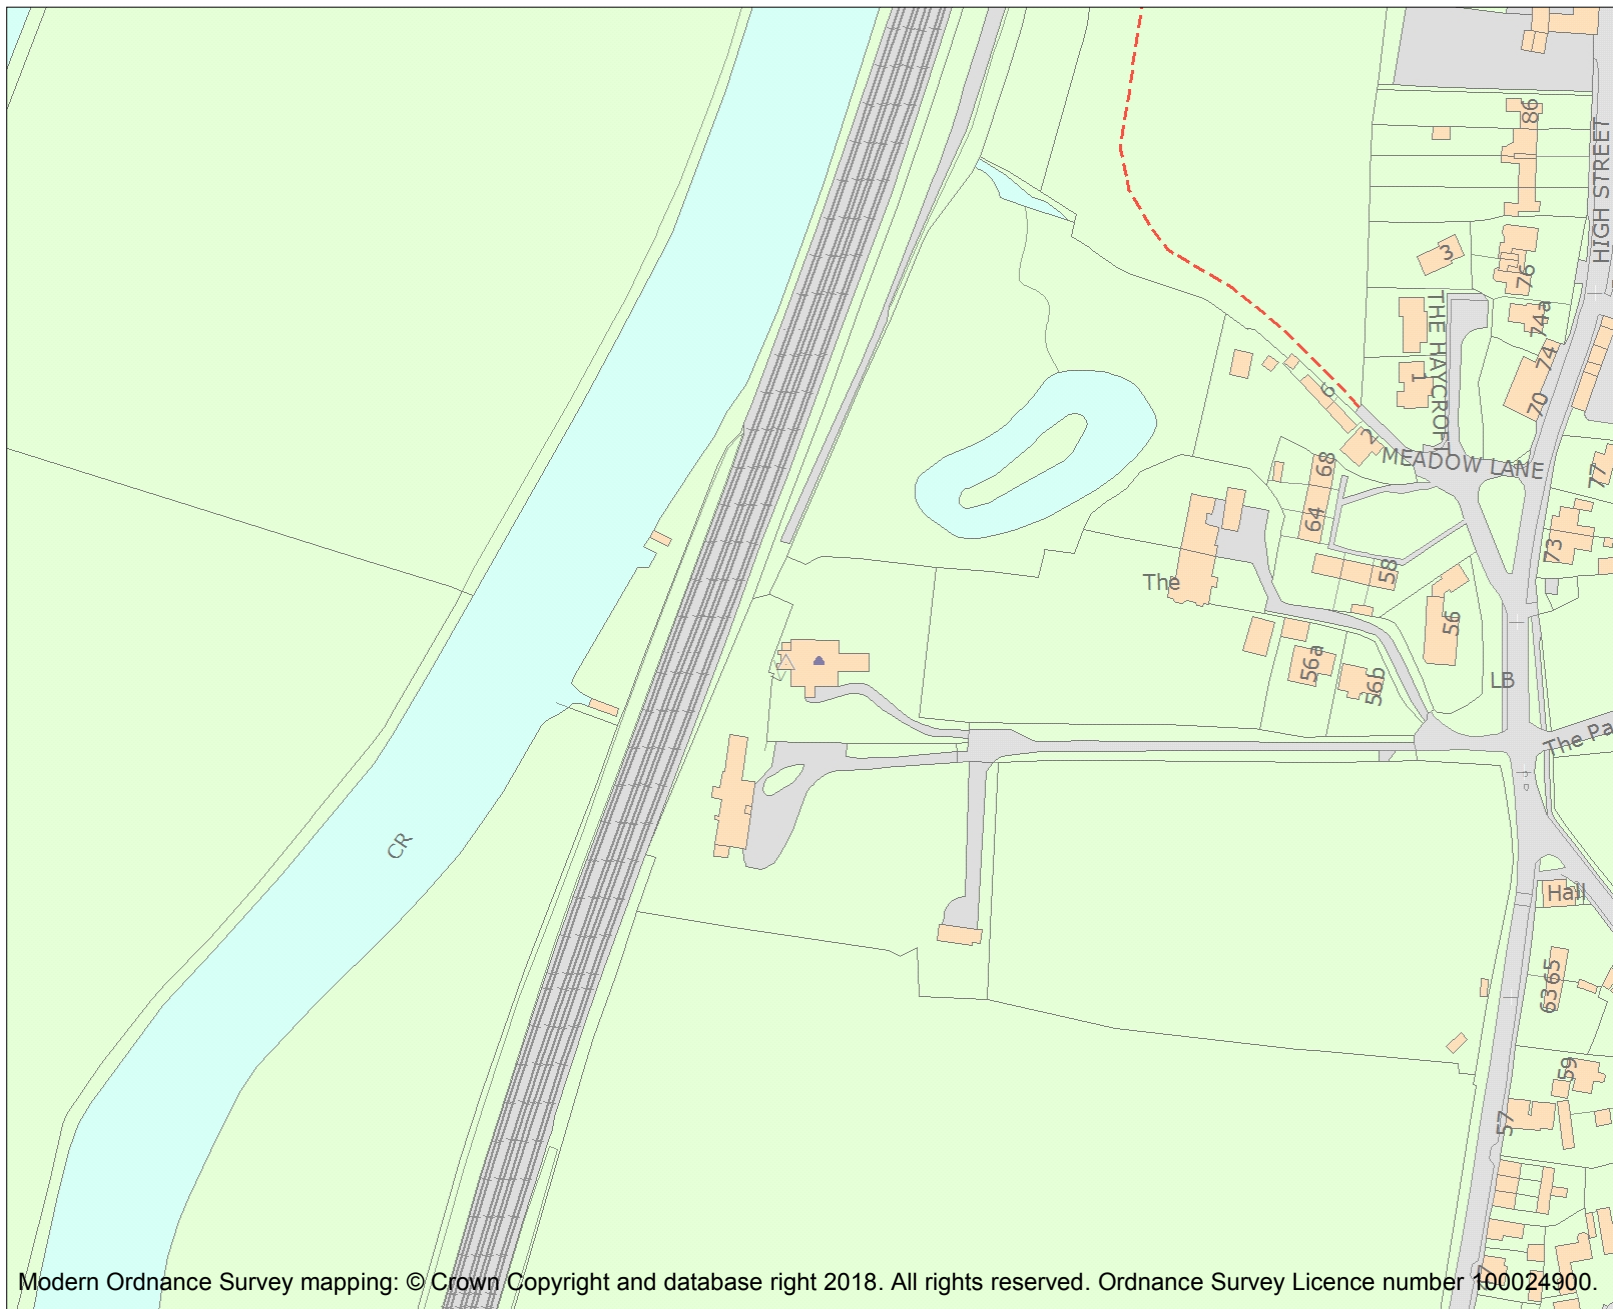 86
HIGH STREET
3
76
THE HAYCROFT
74a
74
1
70
6
2
MEADOW LANE
68
77
64
73
58
The
56
56a
56b
LB
The Pa
CR
Hall
65
63
59
57
Modern Ordnance Survey mapping: © Crown Copyright and database right 2018. All rights reserved. Ordnance Survey Licence number 100024900.